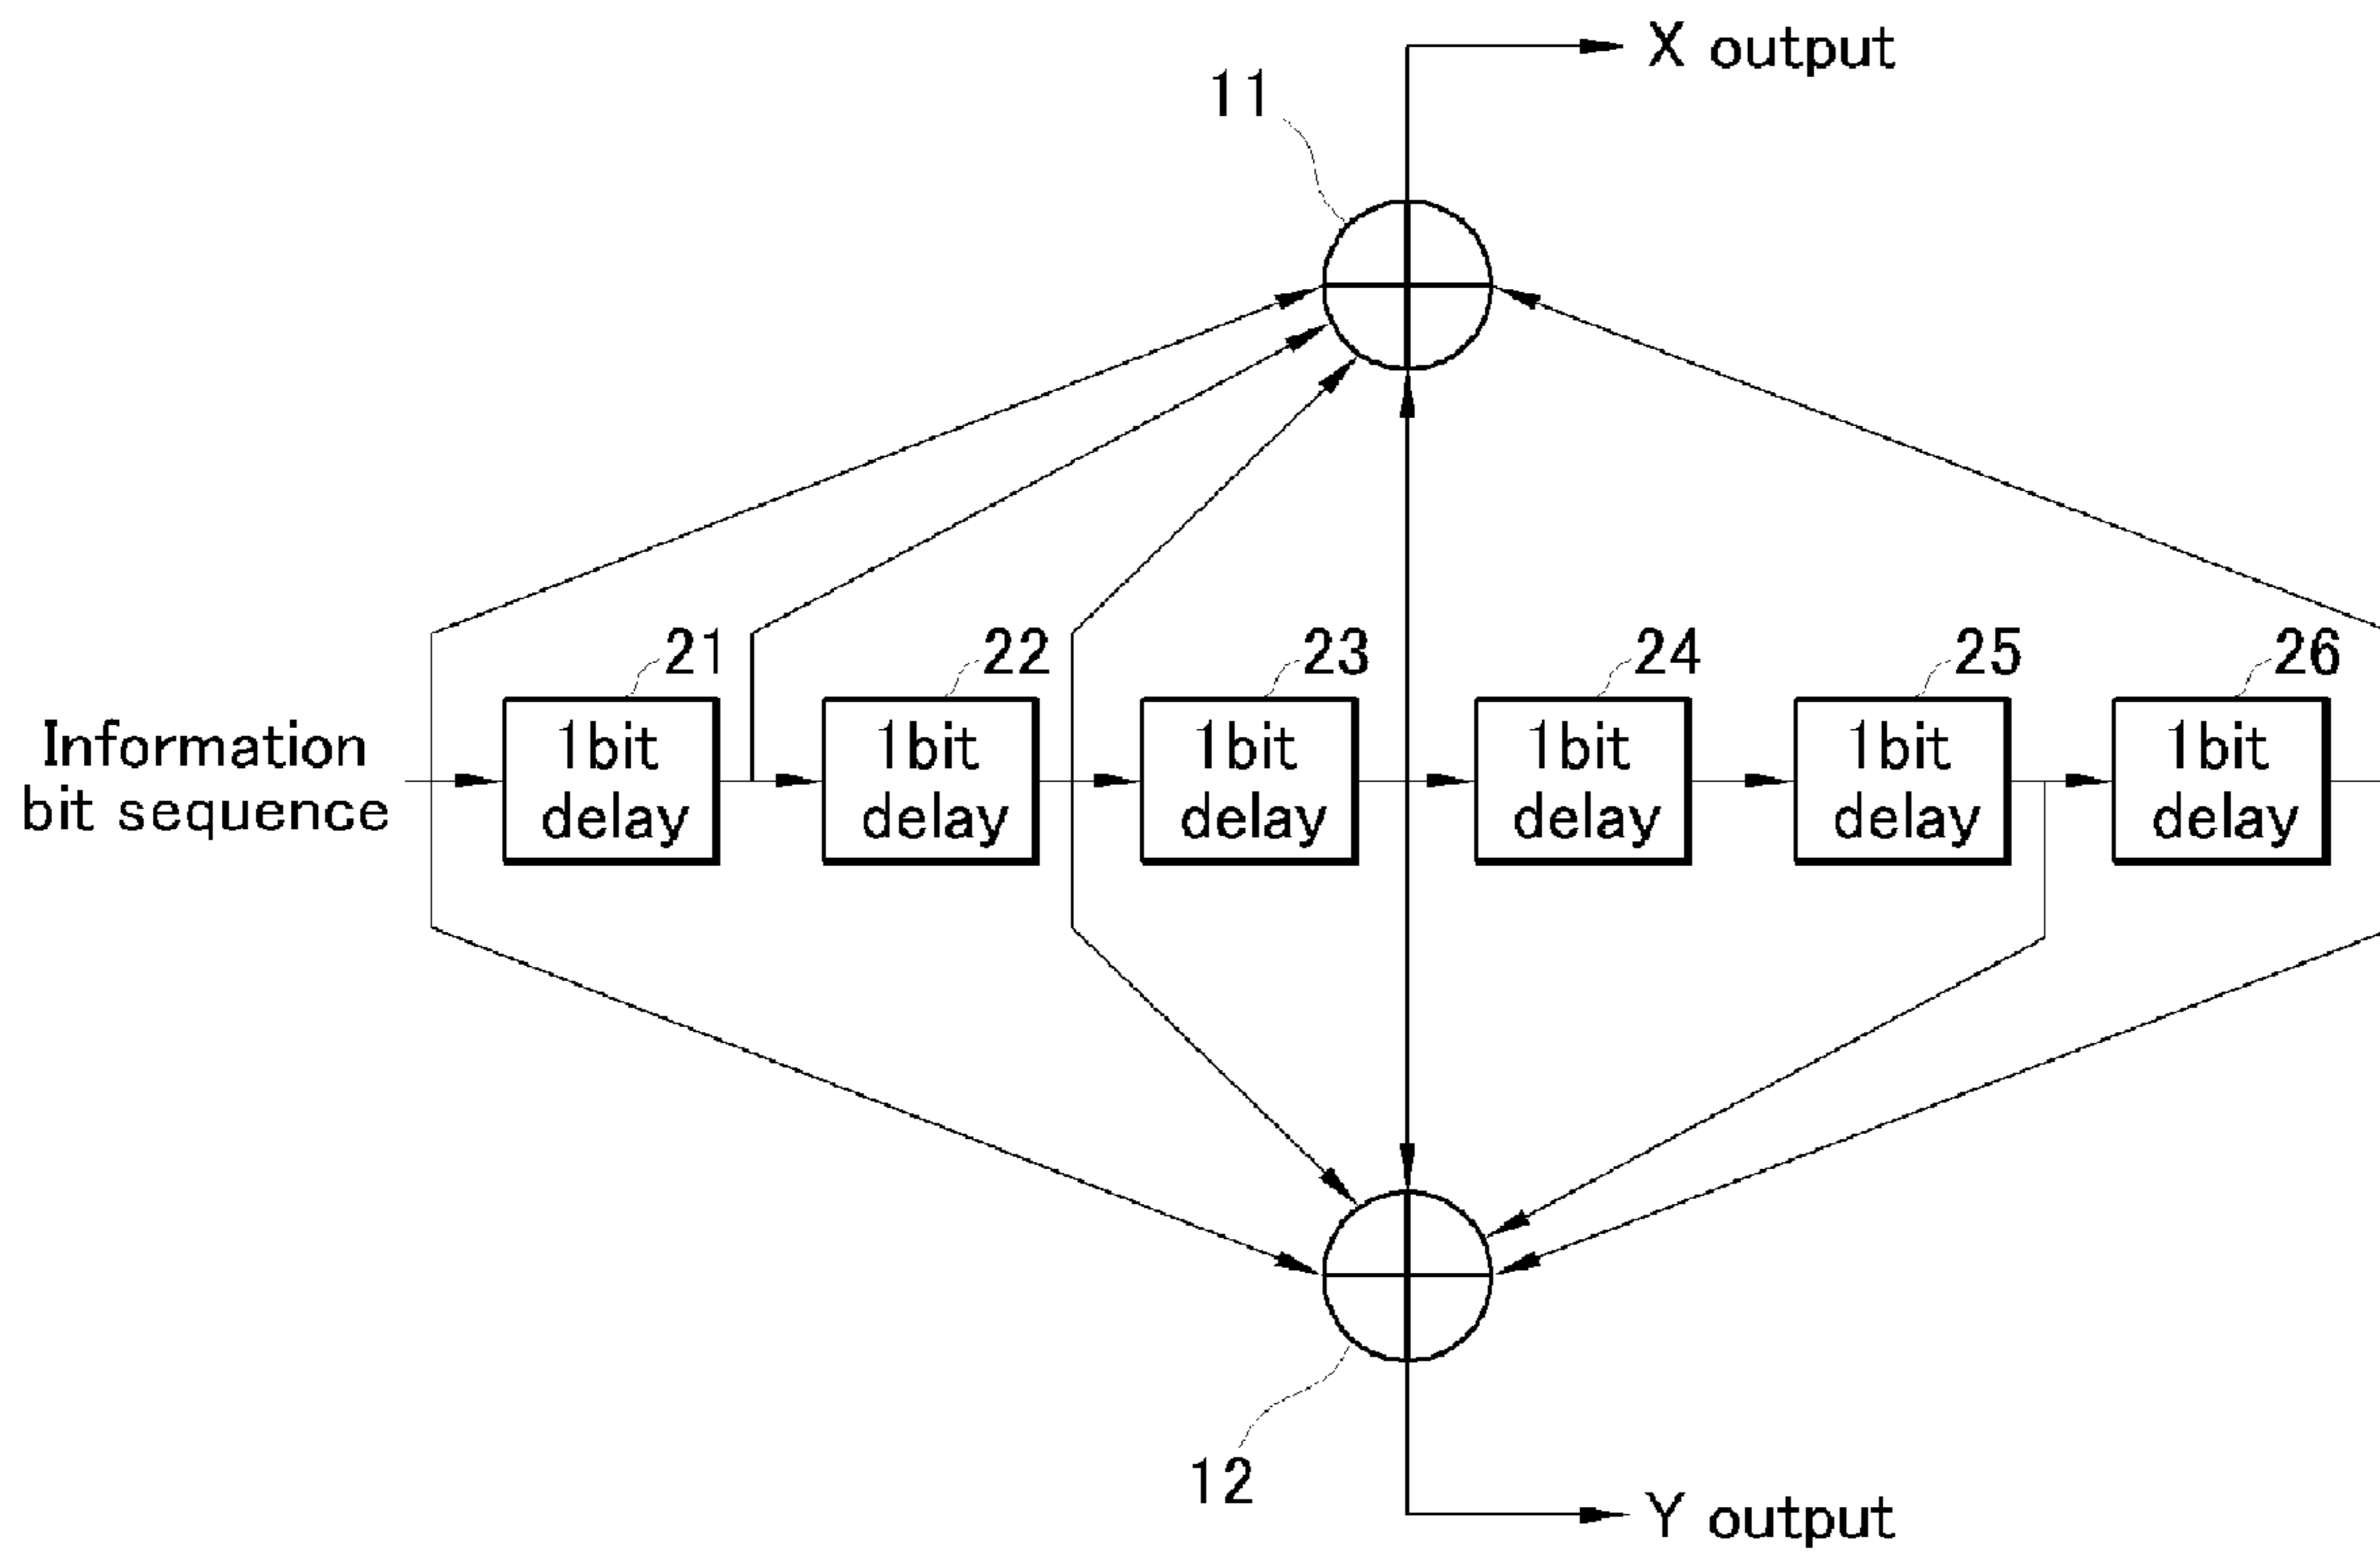 X output
11
21
22
23
24
25
26
Information
bit sequence
1bit
delay
1bit
delay
1bit
delay
1bit
delay
1bit
delay
1bit
delay
12
Y output